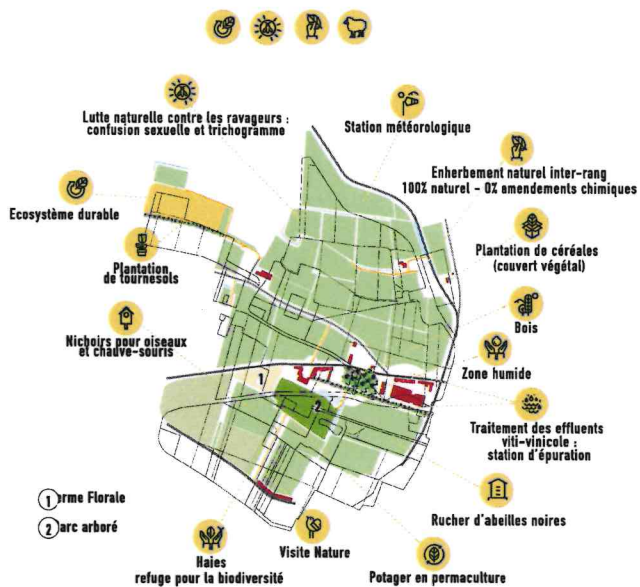 Lutte naturelle contre les ravageurs :
confusion sexuelle et trichogramme
Station météorologique
Enherbement naturel inter-rang
100% naturel - 0% amendements chimiques
Ecosystème durable
Plantation de céréales
(couvert végétal)
Plantation
de tournesols
Bois
Nichoirs pour oiseaux
et chauve-souris
Zone humide
1
2
Traitement des effluents
viti-vinicole :
station d'épuration
1 erme Florale
2 arc arboré
Rucher d'abeilles noires
Visite Nature
Haies
refuge pour la biodiversité
Potager en permaculture